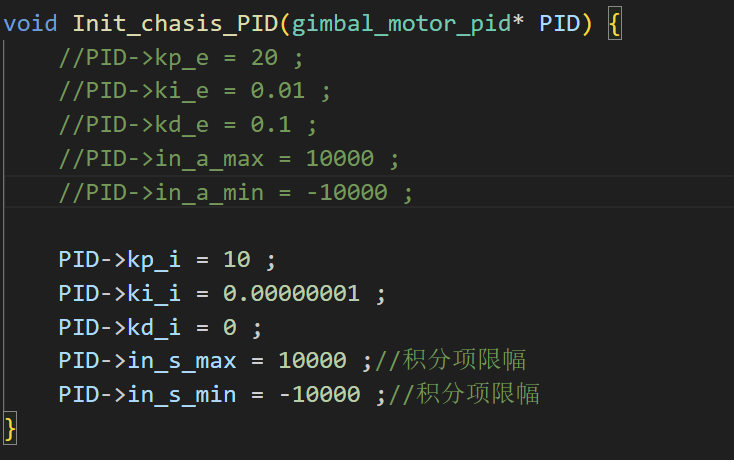 void Init_chasis_PID(gimbal_motor_pid* PID) {
//PID->kp_e = 20 ;
//PID->ki_e = 0.01 ;
//PID->kd_e = 0.1 ;
//PID->in_a_max = 10000 ;
//PID->in_a_min = -10000 ;
PID->kp_i = 10 ;
PID->ki_i = 0.00000001 ;
PID->kd_i = 0 ;
PID->in_s_max = 10000 ;//积分项限幅
PID->in_s_min = -10000 ;//积分项限幅
}